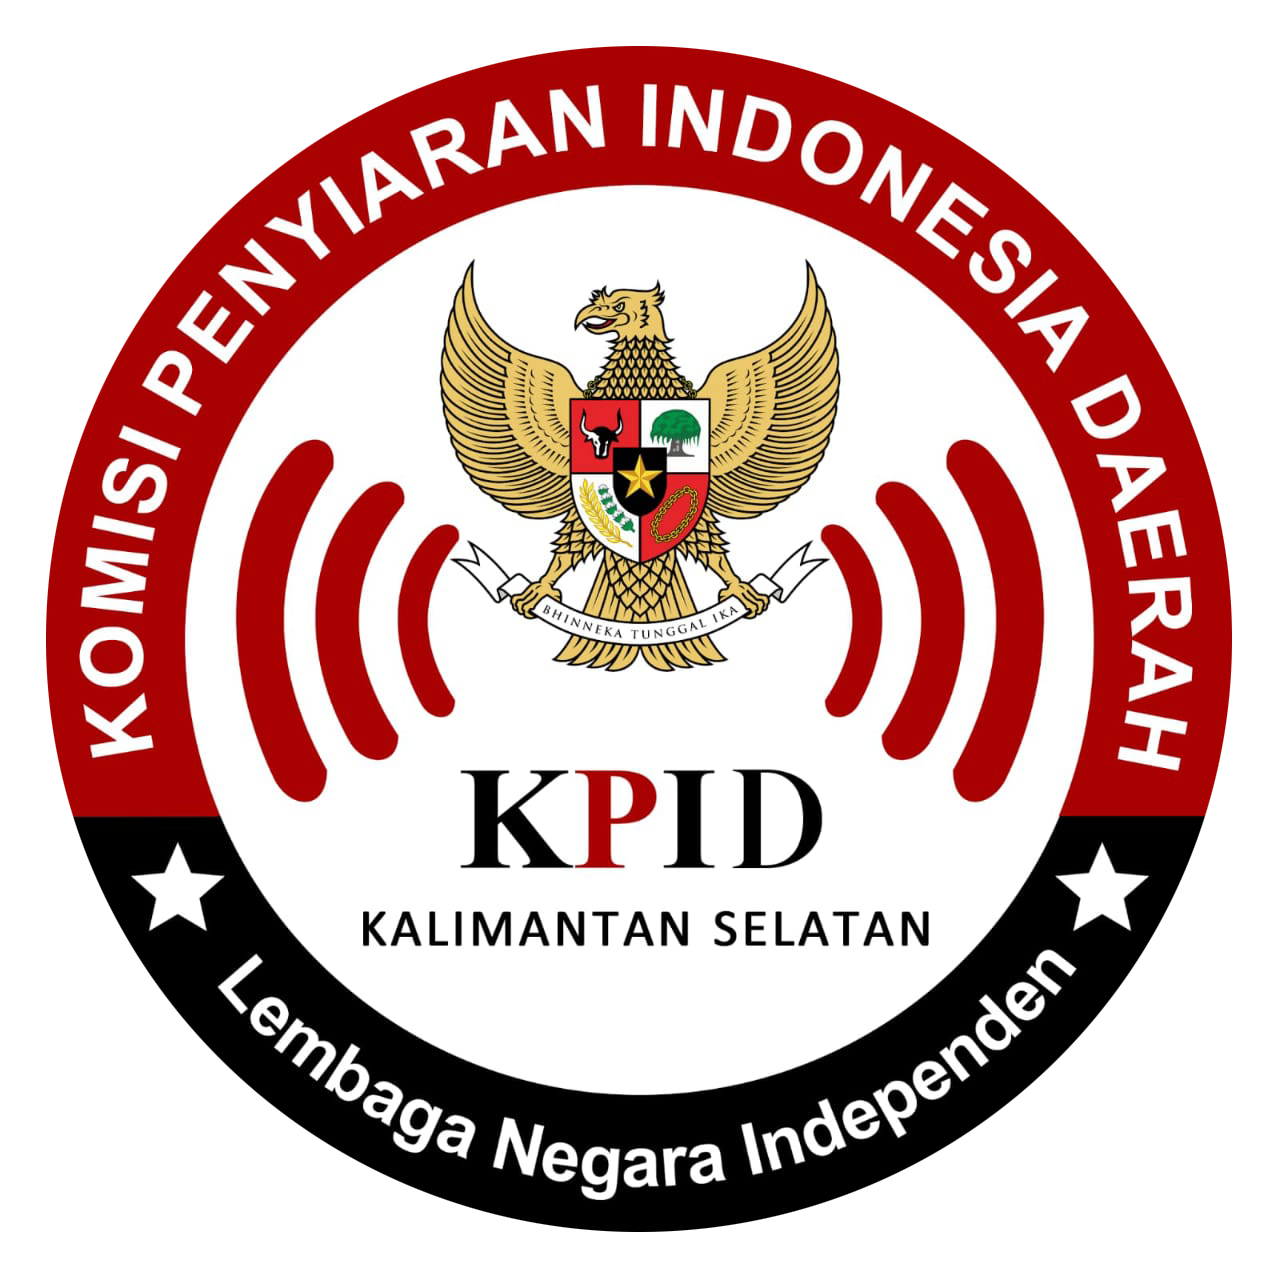 KOMISI PENYIARAN INDONESIA DAERAH
BHINNEKA TUNGGAL IKA
KPID
KALIMANTAN SELATAN
Lembaga Negara Independen